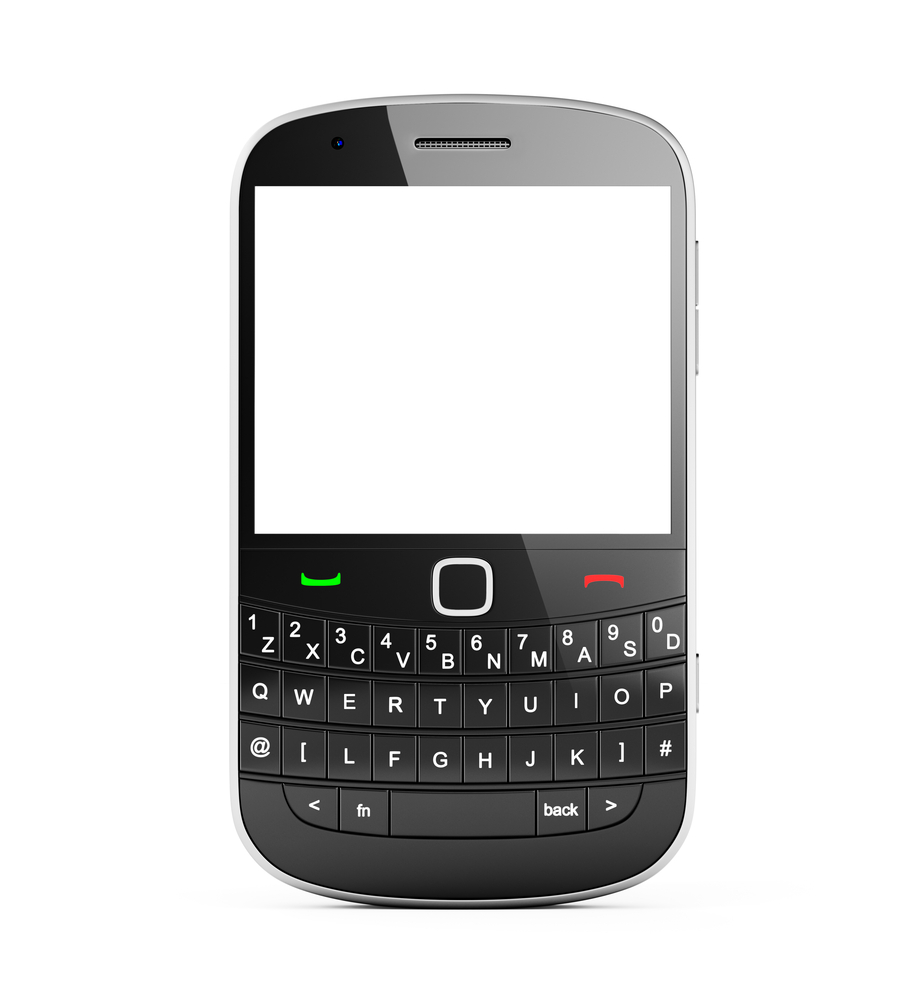 1 Z 2 X 3 C 4 V 5 B 6 N 7 M 8 A 9 S 0 D
Q W E R T Y U I O P
@ [ L F G H J K ] #
< fn back >